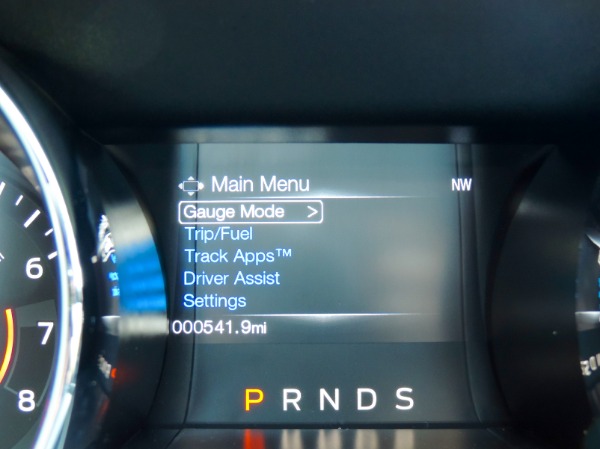 Main Menu
NW
Gauge Mode >
Trip/Fuel
Track Apps™
Driver Assist
Settings
000541.9mi
P R N D S
6
7
8